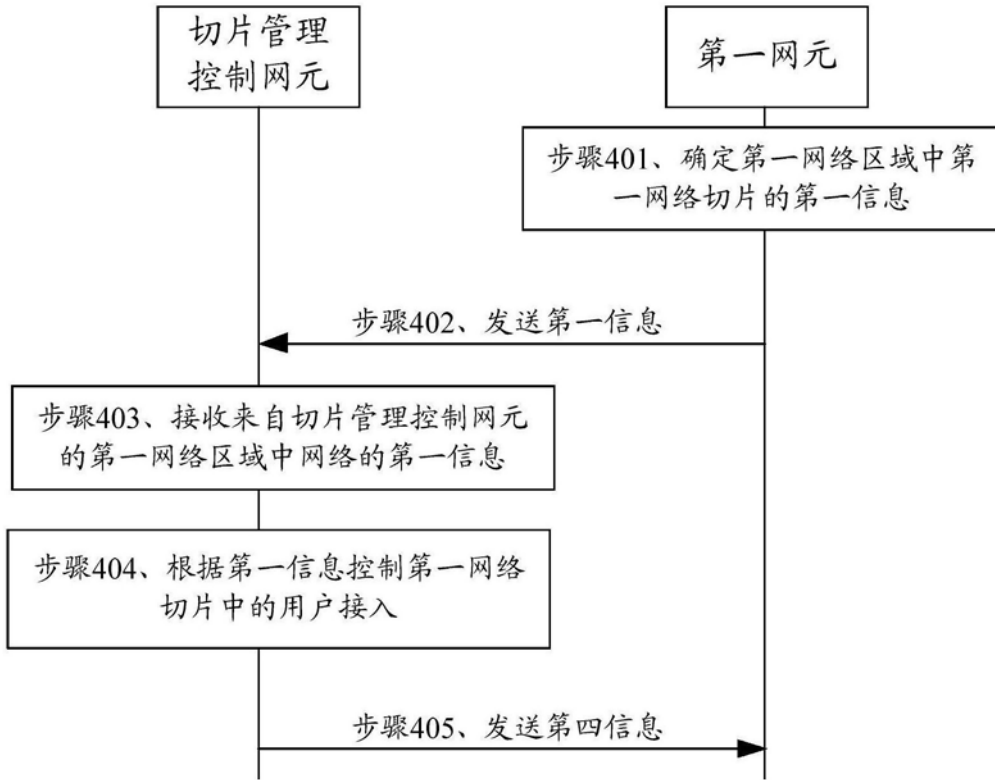 切片管理
控制网元
第一网元
步骤401、确定第一网络区域中第
一网络切片的第一信息
步骤402、发送第一信息
步骤403、接收来自切片管理控制网元
的第一网络区域中网络的第一信息
步骤404、根据第一信息控制第一网络
切片中的用户接入
步骤405、发送第四信息